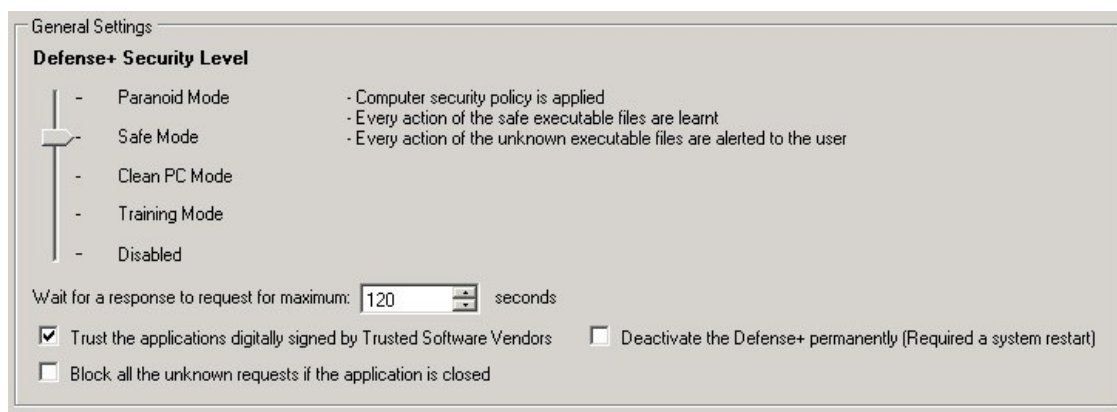 General Settings
Defense+ Security Level
- Paranoid Mode
- Safe Mode
- Clean PC Mode
- Training Mode
- Disabled
- Computer security policy is applied
- Every action of the safe executable files are learnt
- Every action of the unknown executable files are alerted to the user
Wait for a response to request for maximum: 120 seconds
Trust the applications digitally signed by Trusted Software Vendors
Deactivate the Defense+ permanently (Required a system restart)
Block all the unknown requests if the application is closed